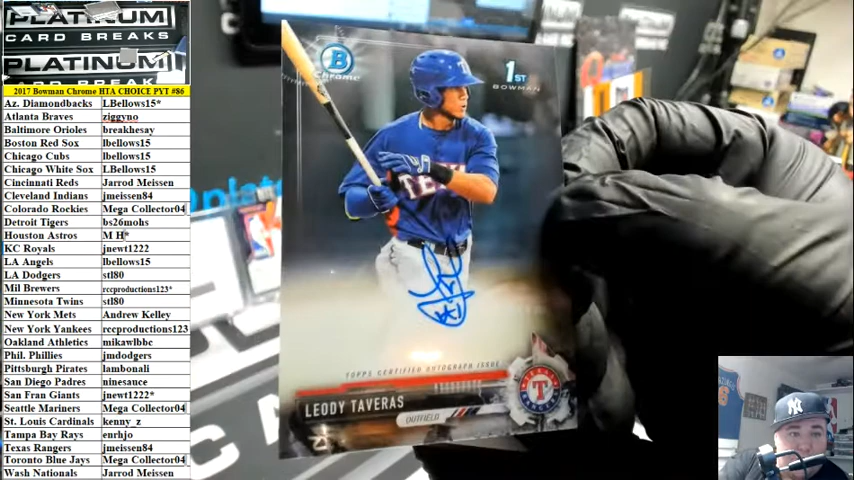 PLATINUM
CARD BREAKS
PLATINUM
CARD BREAKS
2017 Bowman Chrome HTA CHOICE PYT #86
Az. Diamondbacks LBellows15*
Atlanta Braves ziggyno
Baltimore Orioles breakhesay
Boston Red Sox lbellows15
Chicago Cubs lbellows15
Chicago White Sox LBellows15
Cincinnati Reds Jarrod Meissen
Cleveland Indians jmeissen84
Colorado Rockies Mega Collector04
Detroit Tigers bs26mohs
Houston Astros M H*
KC Royals jnewt1222
LA Angels lbellows15
LA Dodgers stl80
Mil Brewers rccproductions123*
Minnesota Twins stl80
New York Mets Andrew Kelley
New York Yankees rccproductions123
Oakland Athletics mikawlbbc
Phil. Phillies jmdodgers
Pittsburgh Pirates lambonali
San Diego Padres ninesauce
San Fran Giants jnewt1222*
Seattle Mariners Mega Collector04
St. Louis Cardinals kenny_z
Tampa Bay Rays enrhjo
Texas Rangers jmeissen84
Toronto Blue Jays Mega Collector04
Wash Nationals Jarrod Meissen
B
Chrome
1ST
BOWMAN
TOPPS CERTIFIED AUTOGRAPH ISSUE
LEODY TAVERAS
OUTFIELD
T
PLATINUM
CARD BREAKS